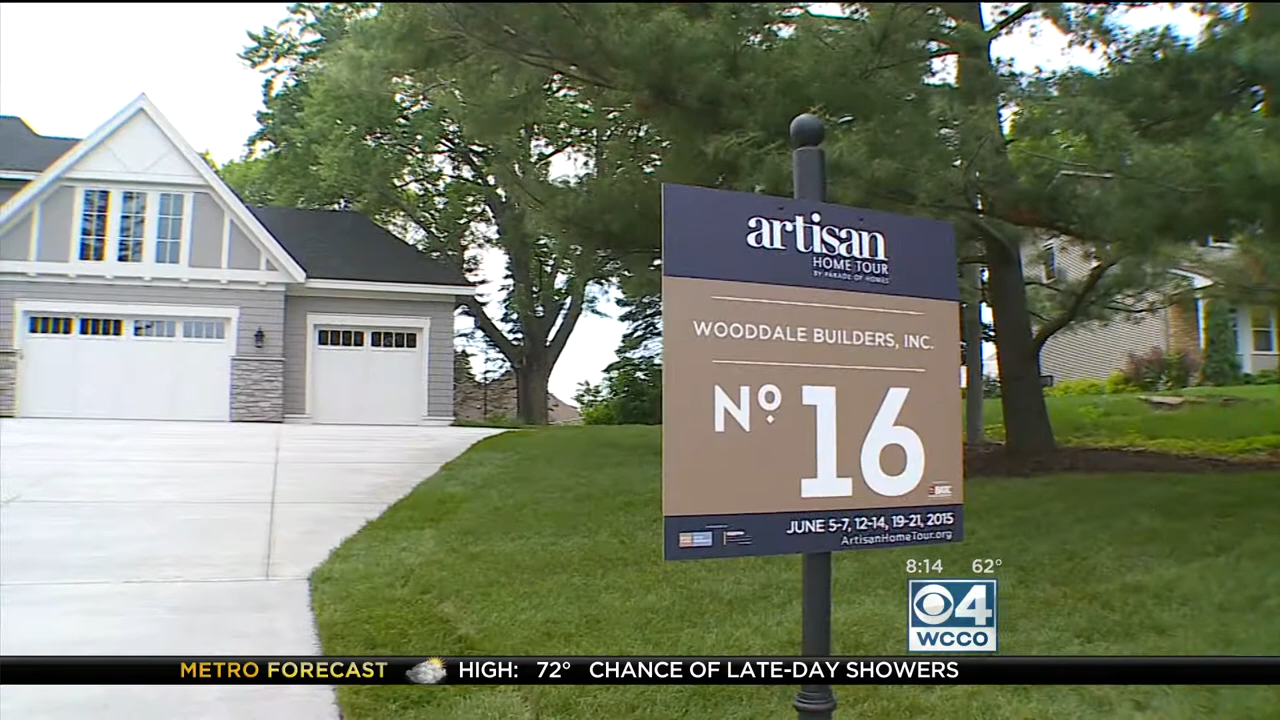 artisan
HOME TOUR
BY PARADE OF HOMES
WOODDALE BUILDERS, INC.
Nº 16
BATC
JUNE 5-7, 12-14, 19-21, 2015
ArtisanHomeTour.org
8:14 62°
4
WCCO
METRO FORECAST HIGH: 72° CHANCE OF LATE-DAY SHOWERS